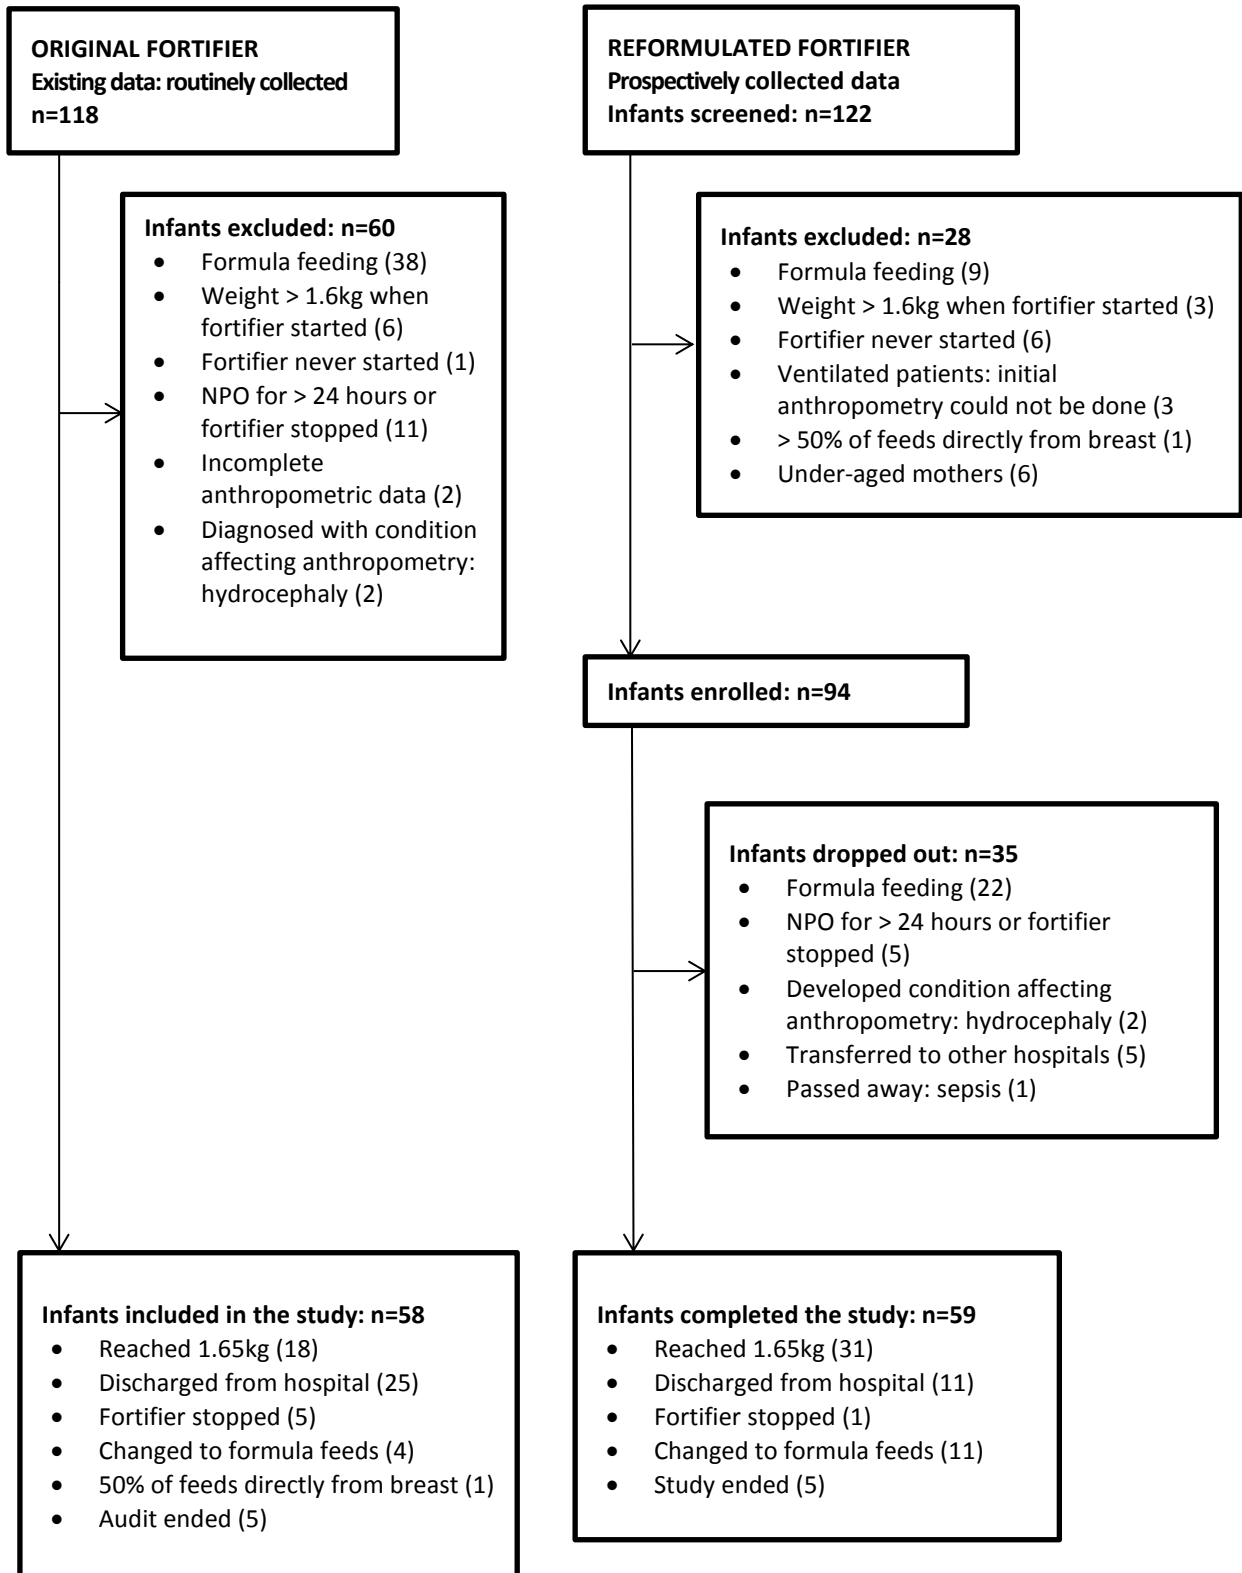 ORIGINAL FORTIFIER
Existing data: routinely collected
n=118
REFORMULATED FORTIFIER
Prospectively collected data
Infants screened: n=122
Infants excluded: n=60
• Formula feeding (38)
• Weight > 1.6kg when
fortifier started (6)
• Fortifier never started (1)
• NPO for > 24 hours or
fortifier stopped (11)
• Incomplete
anthropometric data (2)
• Diagnosed with condition
affecting anthropometry:
hydrocephaly (2)
Infants excluded: n=28
• Formula feeding (9)
• Weight > 1.6kg when fortifier started (3)
• Fortifier never started (6)
• Ventilated patients: initial
anthropometry could not be done (3
• > 50% of feeds directly from breast (1)
• Under-aged mothers (6)
Infants enrolled: n=94
Infants dropped out: n=35
• Formula feeding (22)
• NPO for > 24 hours or fortifier
stopped (5)
• Developed condition affecting
anthropometry: hydrocephaly (2)
• Transferred to other hospitals (5)
• Passed away: sepsis (1)
Infants included in the study: n=58
• Reached 1.65kg (18)
• Discharged from hospital (25)
• Fortifier stopped (5)
• Changed to formula feeds (4)
• 50% of feeds directly from breast (1)
• Audit ended (5)
Infants completed the study: n=59
• Reached 1.65kg (31)
• Discharged from hospital (11)
• Fortifier stopped (1)
• Changed to formula feeds (11)
• Study ended (5)